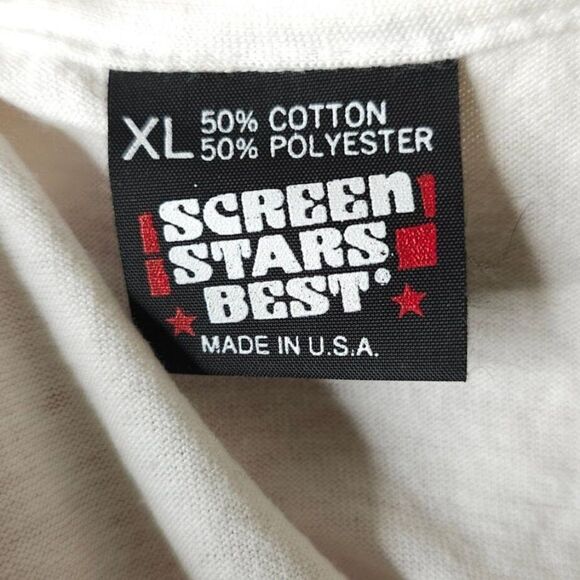 XL 50% COTTON
50% POLYESTER
SCREEN
STARS
BEST®
MADE IN U.S.A.